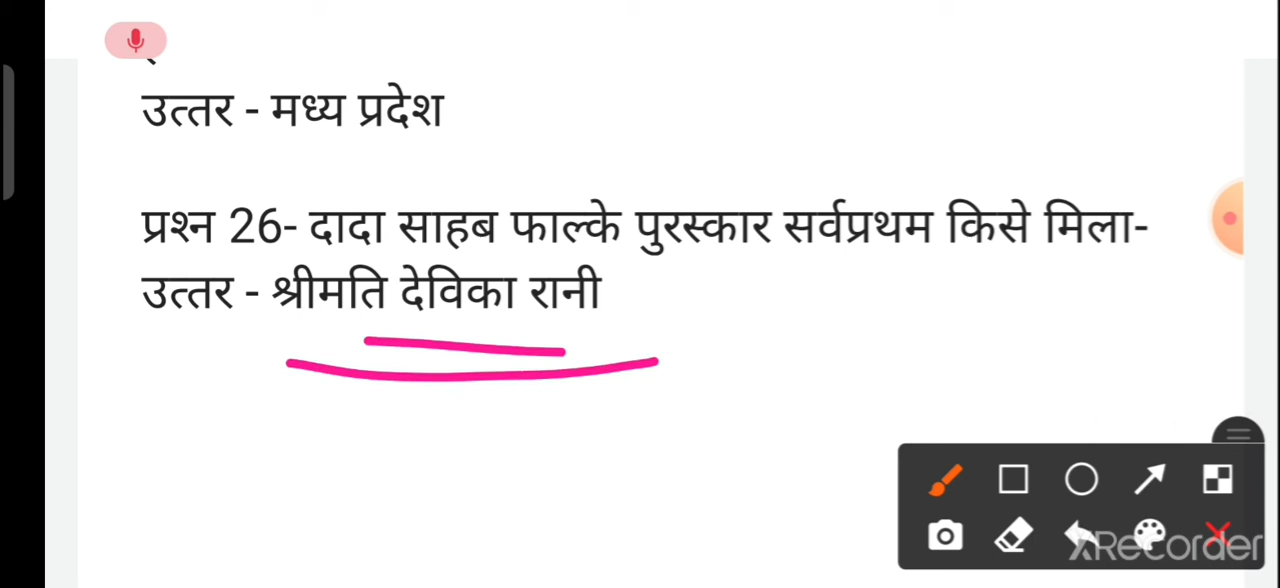 उत्तर - मध्य प्रदेश
प्रश्न 26- दादा साहब फाल्के पुरस्कार सर्वप्रथम किसे मिला-
उत्तर - श्रीमति देविका रानी
XRecorder